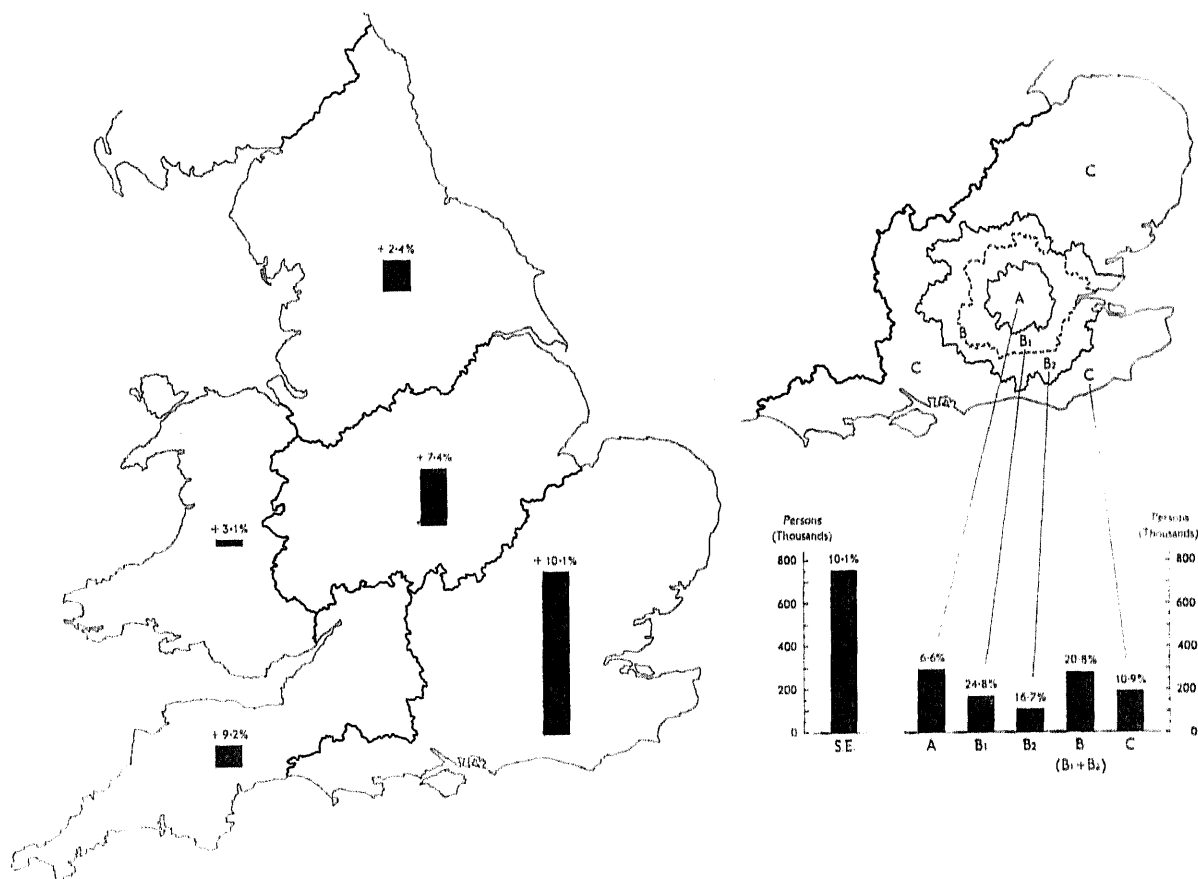 + 2·4%
+ 7·4%
+ 3·1%
+ 10·1%
+ 9·2%
C
A
B
B₁
B₂
C
C
Persons
(Thousands)
800
600
400
200
0
10·1%
S.E.
6·6%
24·8%
16·7%
20·8%
10·9%
A
B₁
B₂
B
(B₁+B₂)
C
Persons
(Thousands)
800
600
400
200
0